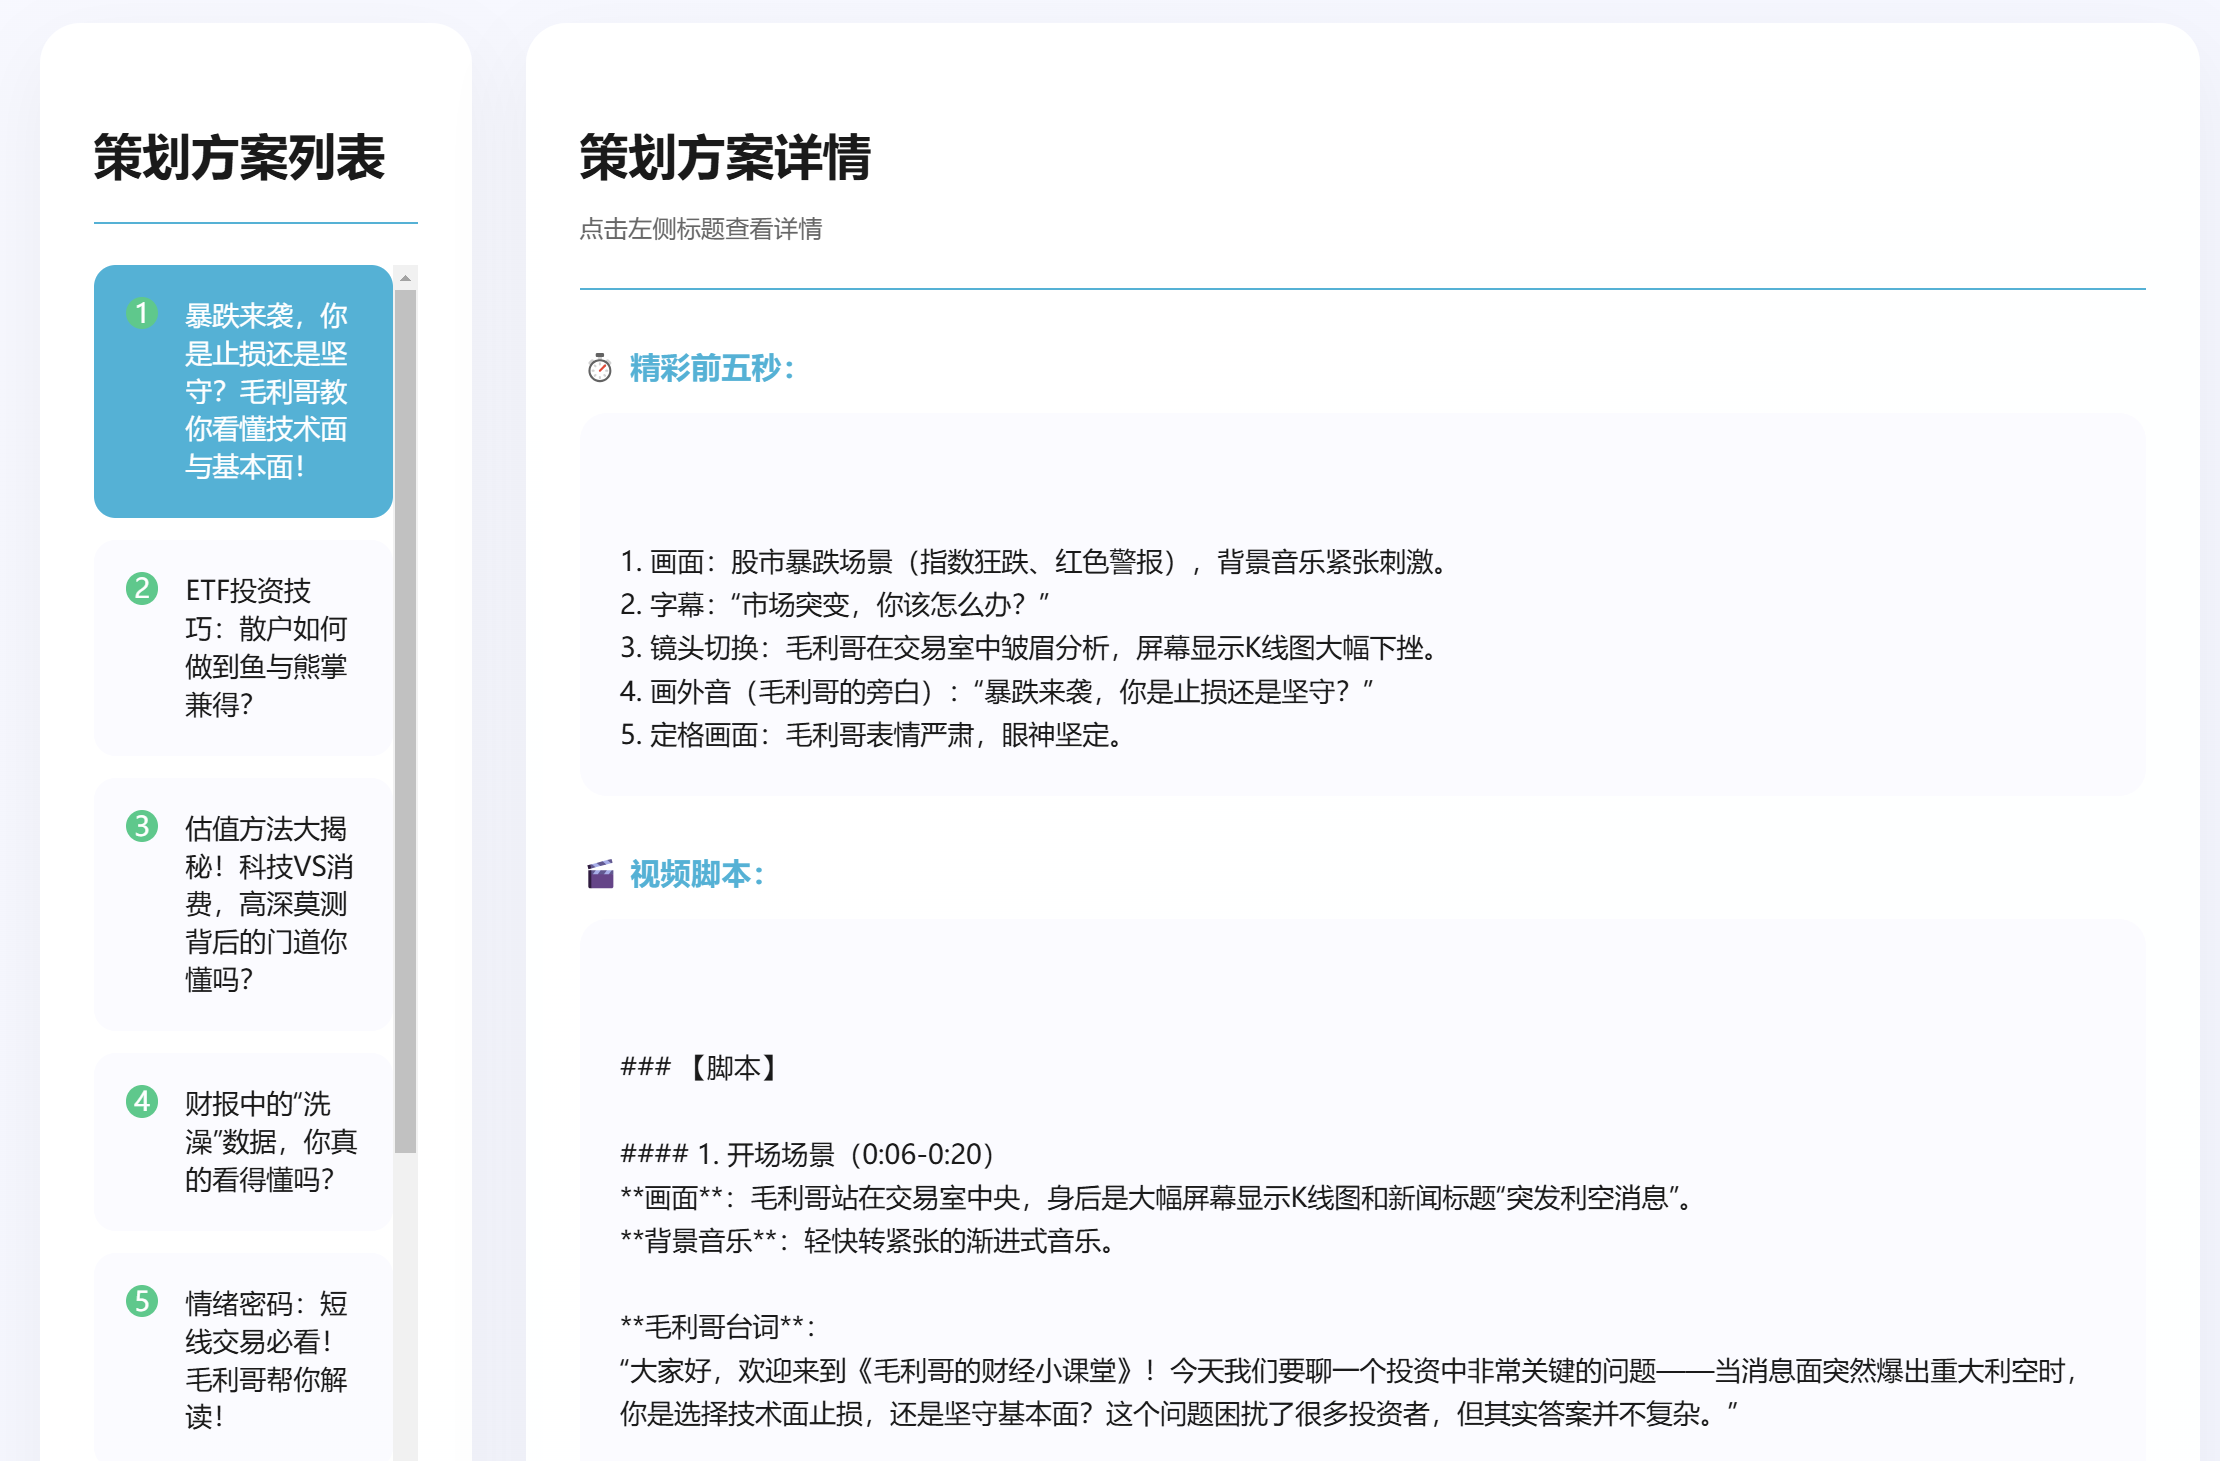 策划方案列表
1 暴跌来袭，你
是止损还是坚
守？毛利哥教
你看懂技术面
与基本面！
2 ETF投资技
巧：散户如何
做到鱼与熊掌
兼得？
3 估值方法大揭
秘！科技VS消
费，高深莫测
背后的门道你
懂吗？
4 财报中的“洗
澡”数据，你真
的看得懂吗？
5 情绪密码：短
线交易必看！
毛利哥帮你解
读！
策划方案详情
点击左侧标题查看详情
精彩前五秒：
1. 画面：股市暴跌场景（指数狂跌、红色警报），背景音乐紧张刺激。
2. 字幕：“市场突变，你该怎么办？”
3. 镜头切换：毛利哥在交易室中皱眉分析，屏幕显示K线图大幅下挫。
4. 画外音（毛利哥的旁白）：“暴跌来袭，你是止损还是坚守？”
5. 定格画面：毛利哥表情严肃，眼神坚定。
视频脚本：
### 【脚本】
#### 1. 开场场景（0:06-0:20）
**画面**：毛利哥站在交易室中央，身后是大幅屏幕显示K线图和新闻标题“突发利空消息”。
**背景音乐**：轻快转紧张的渐进式音乐。
**毛利哥台词**：
“大家好，欢迎来到《毛利哥的财经小课堂》！今天我们要聊一个投资中非常关键的问题——当消息面突然爆出重大利空时，
你是选择技术面止损，还是坚守基本面？这个问题困扰了很多投资者，但其实答案并不复杂。”